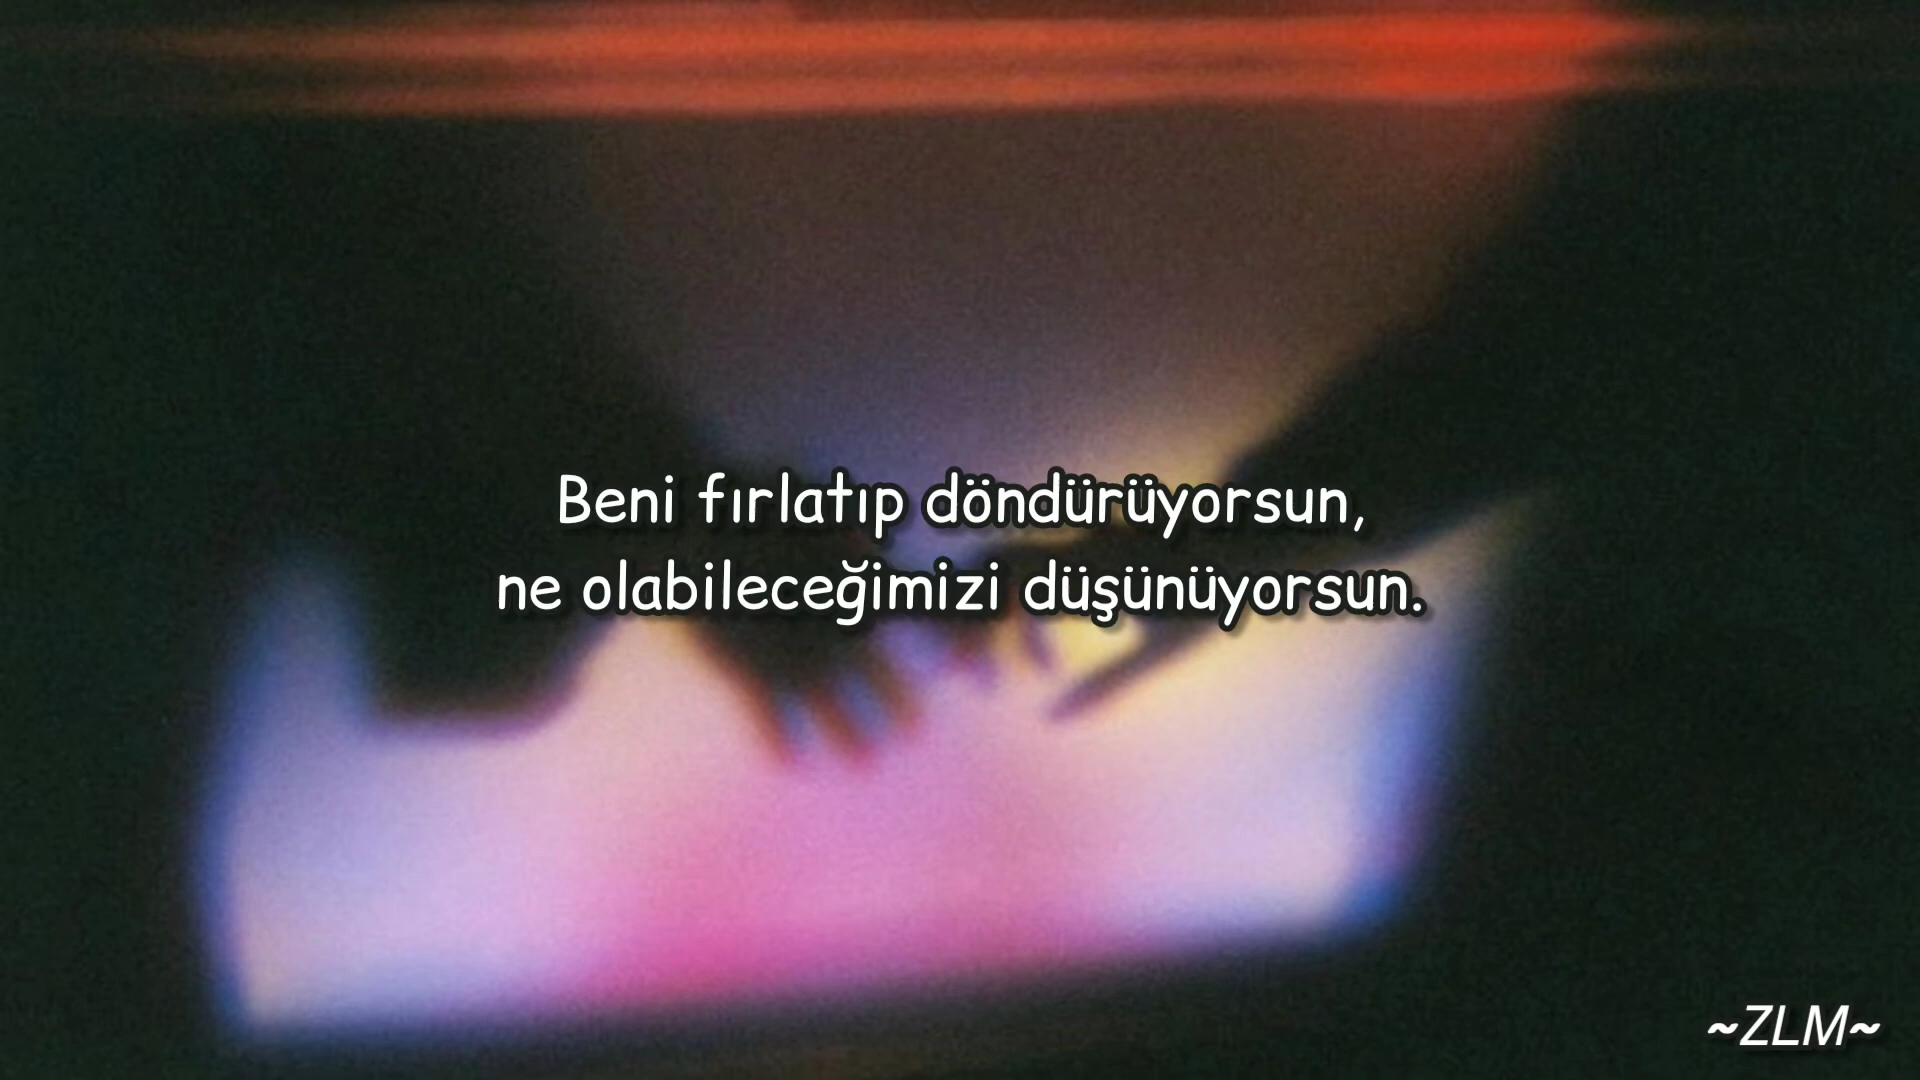 Beni fırlatıp döndürüyorsun,
ne olabileceğimizi düşünüyorsun.
~ZLM~